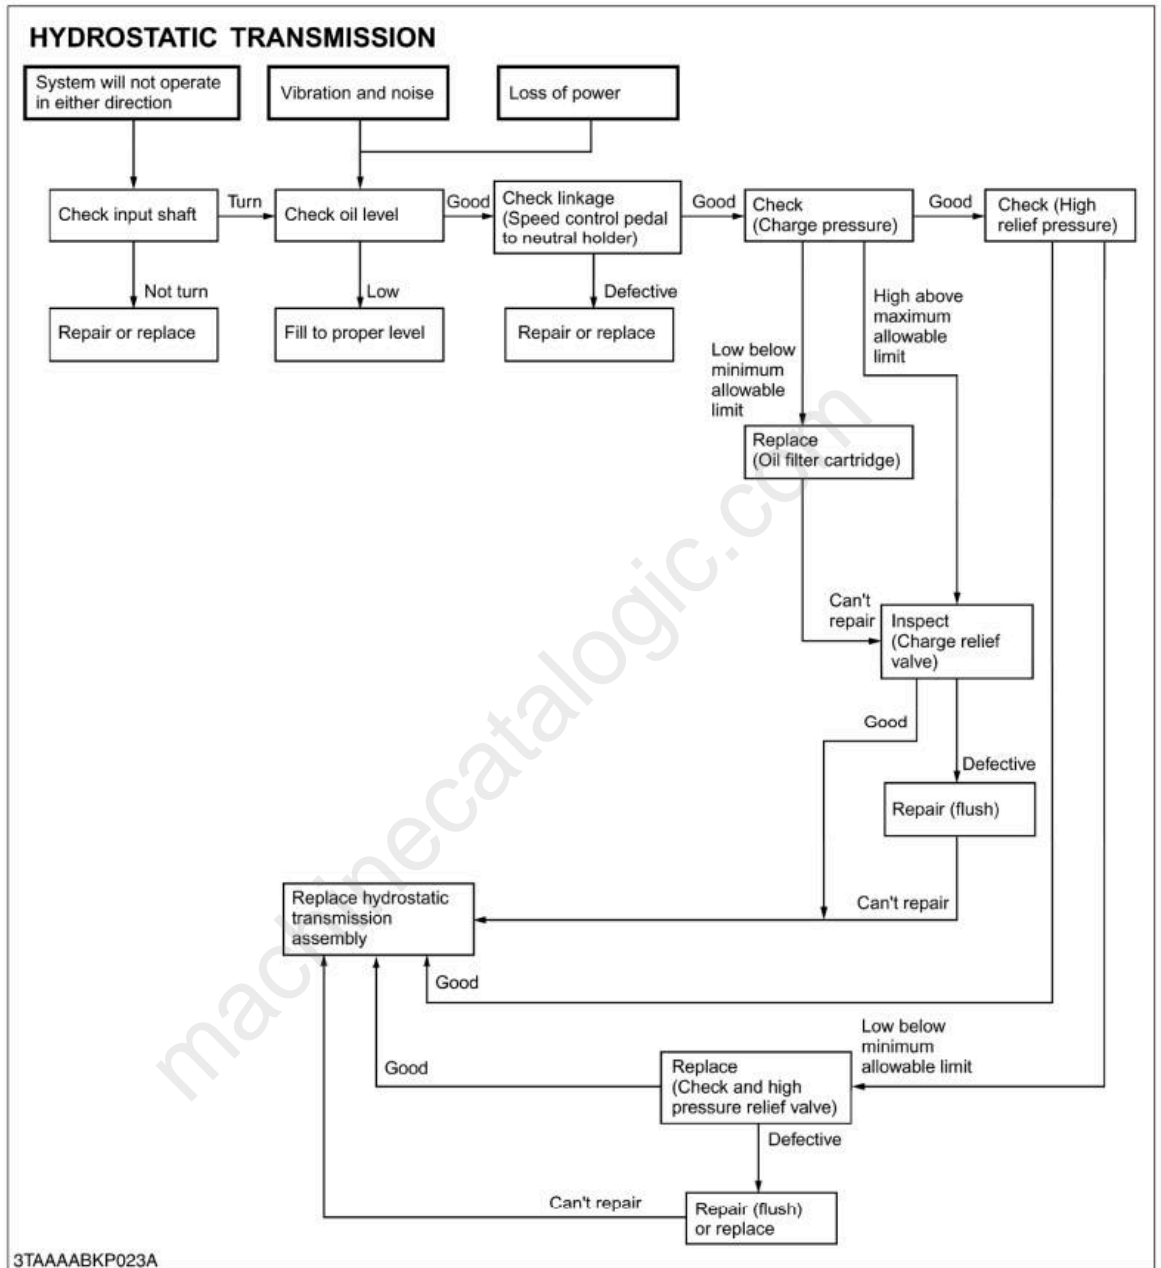 HYDROSTATIC TRANSMISSION
System will not operate
in either direction
Vibration and noise
Loss of power
Check input shaft
Turn
Check oil level
Good
Check linkage
(Speed control pedal
to neutral holder)
Good
Check
(Charge pressure)
Good
Check (High
relief pressure)
Not turn
Repair or replace
Low
Fill to proper level
Defective
Repair or replace
Low below
minimum
allowable
limit
High above
maximum
allowable
limit
Replace
(Oil filter cartridge)
Can't
repair
Inspect
(Charge relief
valve)
Good
Defective
Repair (flush)
Can't repair
Replace hydrostatic
transmission
assembly
Good
Good
Low below
minimum
allowable limit
Replace
(Check and high
pressure relief valve)
Defective
Can't repair
Repair (flush)
or replace
3TAAAABKP023A
machinecatalogic.com